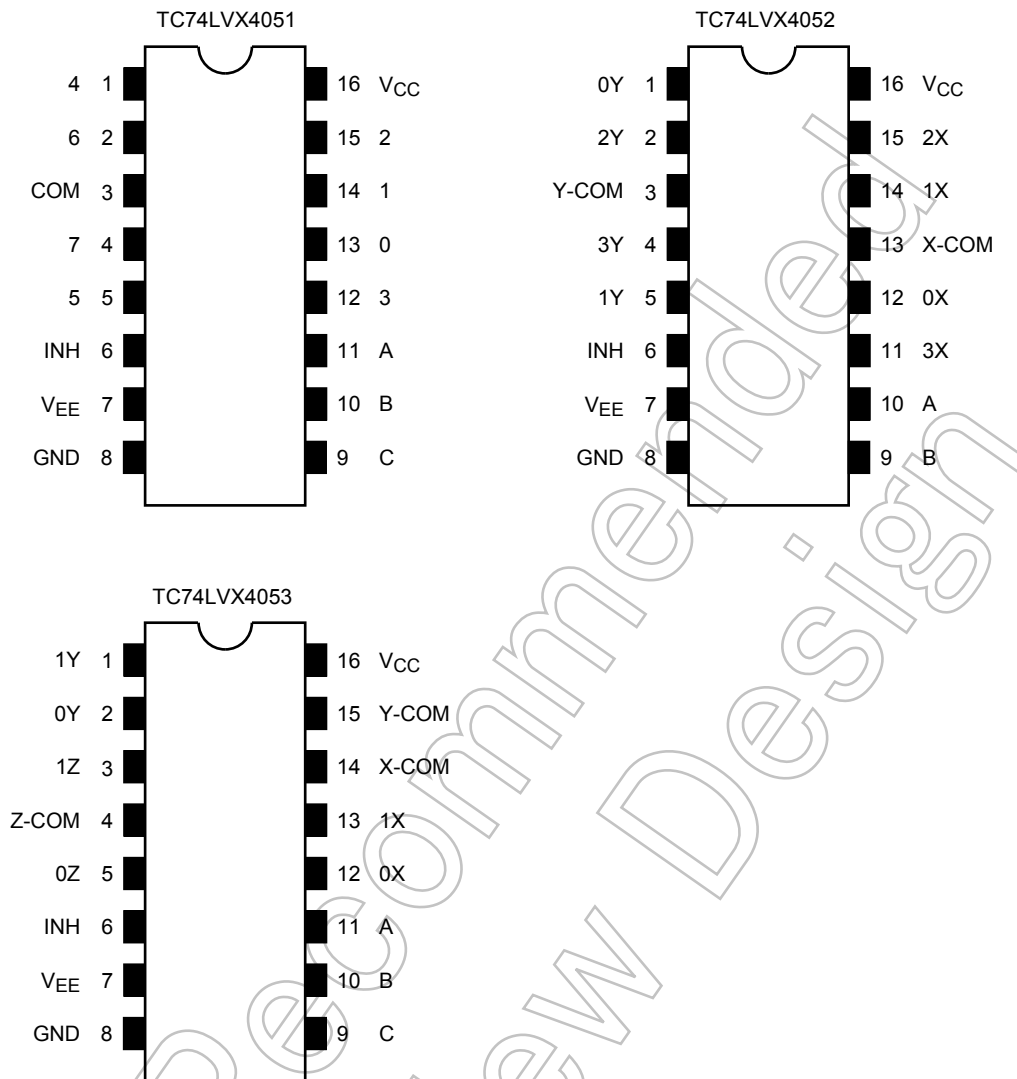 TC74LVX4051
4 1 16 VCC
6 2 15 2
COM 3 14 1
7 4 13 0
5 5 12 3
INH 6 11 A
VEE 7 10 B
GND 8 9 C
TC74LVX4052
0Y 1 16 VCC
2Y 2 15 2X
Y-COM 3 14 1X
3Y 4 13 X-COM
1Y 5 12 0X
INH 6 11 3X
VEE 7 10 A
GND 8 9 B
TC74LVX4053
1Y 1 16 VCC
0Y 2 15 Y-COM
1Z 3 14 X-COM
Z-COM 4 13 1X
0Z 5 12 0X
INH 6 11 A
VEE 7 10 B
GND 8 9 C
Recommended
Design